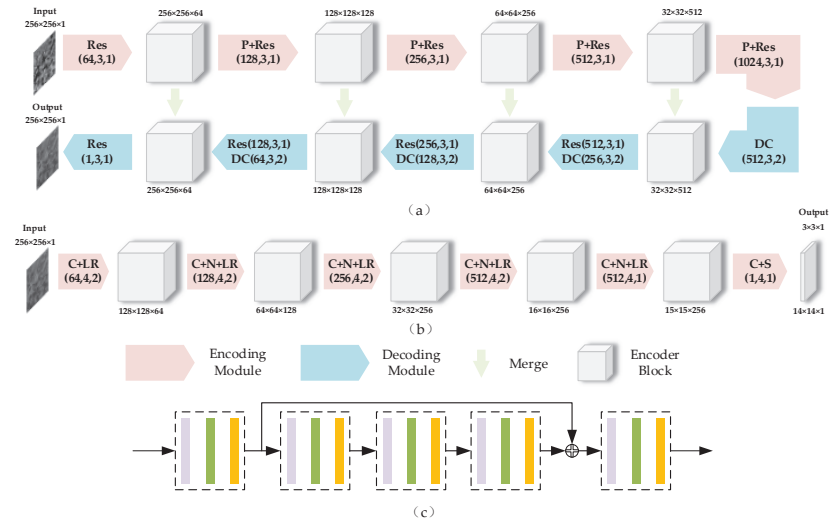 Input
256×256×1
Res
(64,3,1)
256×256×64
P+Res
(128,3,1)
128×128×128
P+Res
(256,3,1)
64×64×256
P+Res
(512,3,1)
32×32×512
P+Res
(1024,3,1)
Output
256×256×1
Res
(1,3,1)
256×256×64
Res(128,3,1)
DC(64,3,2)
128×128×128
Res(256,3,1)
DC(128,3,2)
64×64×256
Res(512,3,1)
DC(256,3,2)
32×32×512
DC
(512,3,2)
(a)
Input
256×256×1
C+LR
(64,4,2)
128×128×64
C+N+LR
(128,4,2)
64×64×128
C+N+LR
(256,4,2)
32×32×256
C+N+LR
(512,4,2)
16×16×256
C+N+LR
(512,4,1)
15×15×256
C+S
(1,4,1)
Output
3×3×1
14×14×1
(b)
Encoding
Module
Decoding
Module
Merge
Encoder
Block
(c)